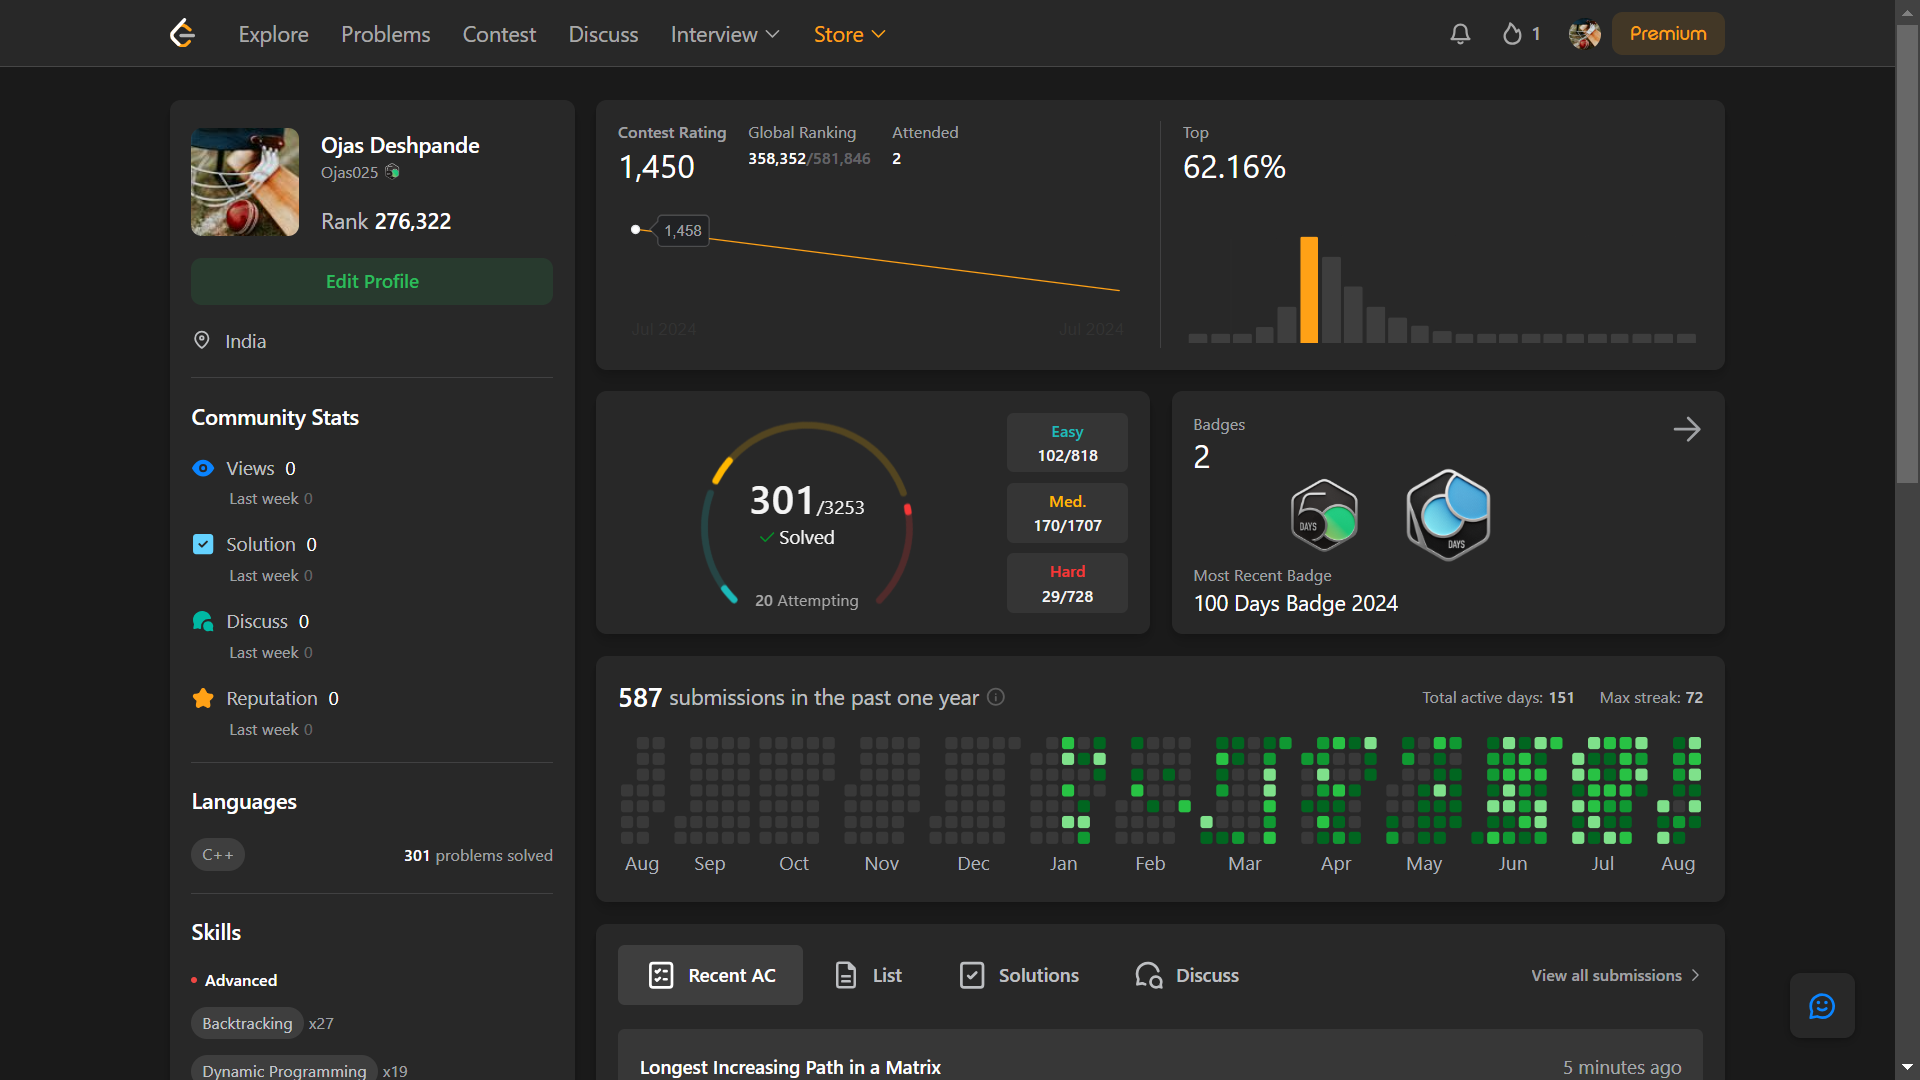 Explore Problems Contest Discuss Interview Store 1 Premium
Ojas Deshpande
Ojas025
Rank 276,322
Edit Profile
India
Community Stats
Views 0
Last week 0
Solution 0
Last week 0
Discuss 0
Last week 0
Reputation 0
Last week 0
Languages
C++ 301 problems solved
Skills
Advanced
Backtracking x27
Dynamic Programming x19
Contest Rating
1,450
Global Ranking
358,352/581,846
Attended
2
1,458
Jul 2024 Jul 2024
Top
62.16%
301/3253
Solved
20 Attempting
Easy
102/818
Med.
170/1707
Hard
29/728
Badges
2
DAYS
DAYS
Most Recent Badge
100 Days Badge 2024
587 submissions in the past one year Total active days: 151 Max streak: 72
Aug Sep Oct Nov Dec Jan Feb Mar Apr May Jun Jul Aug
Recent AC List Solutions Discuss View all submissions
Longest Increasing Path in a Matrix 5 minutes ago